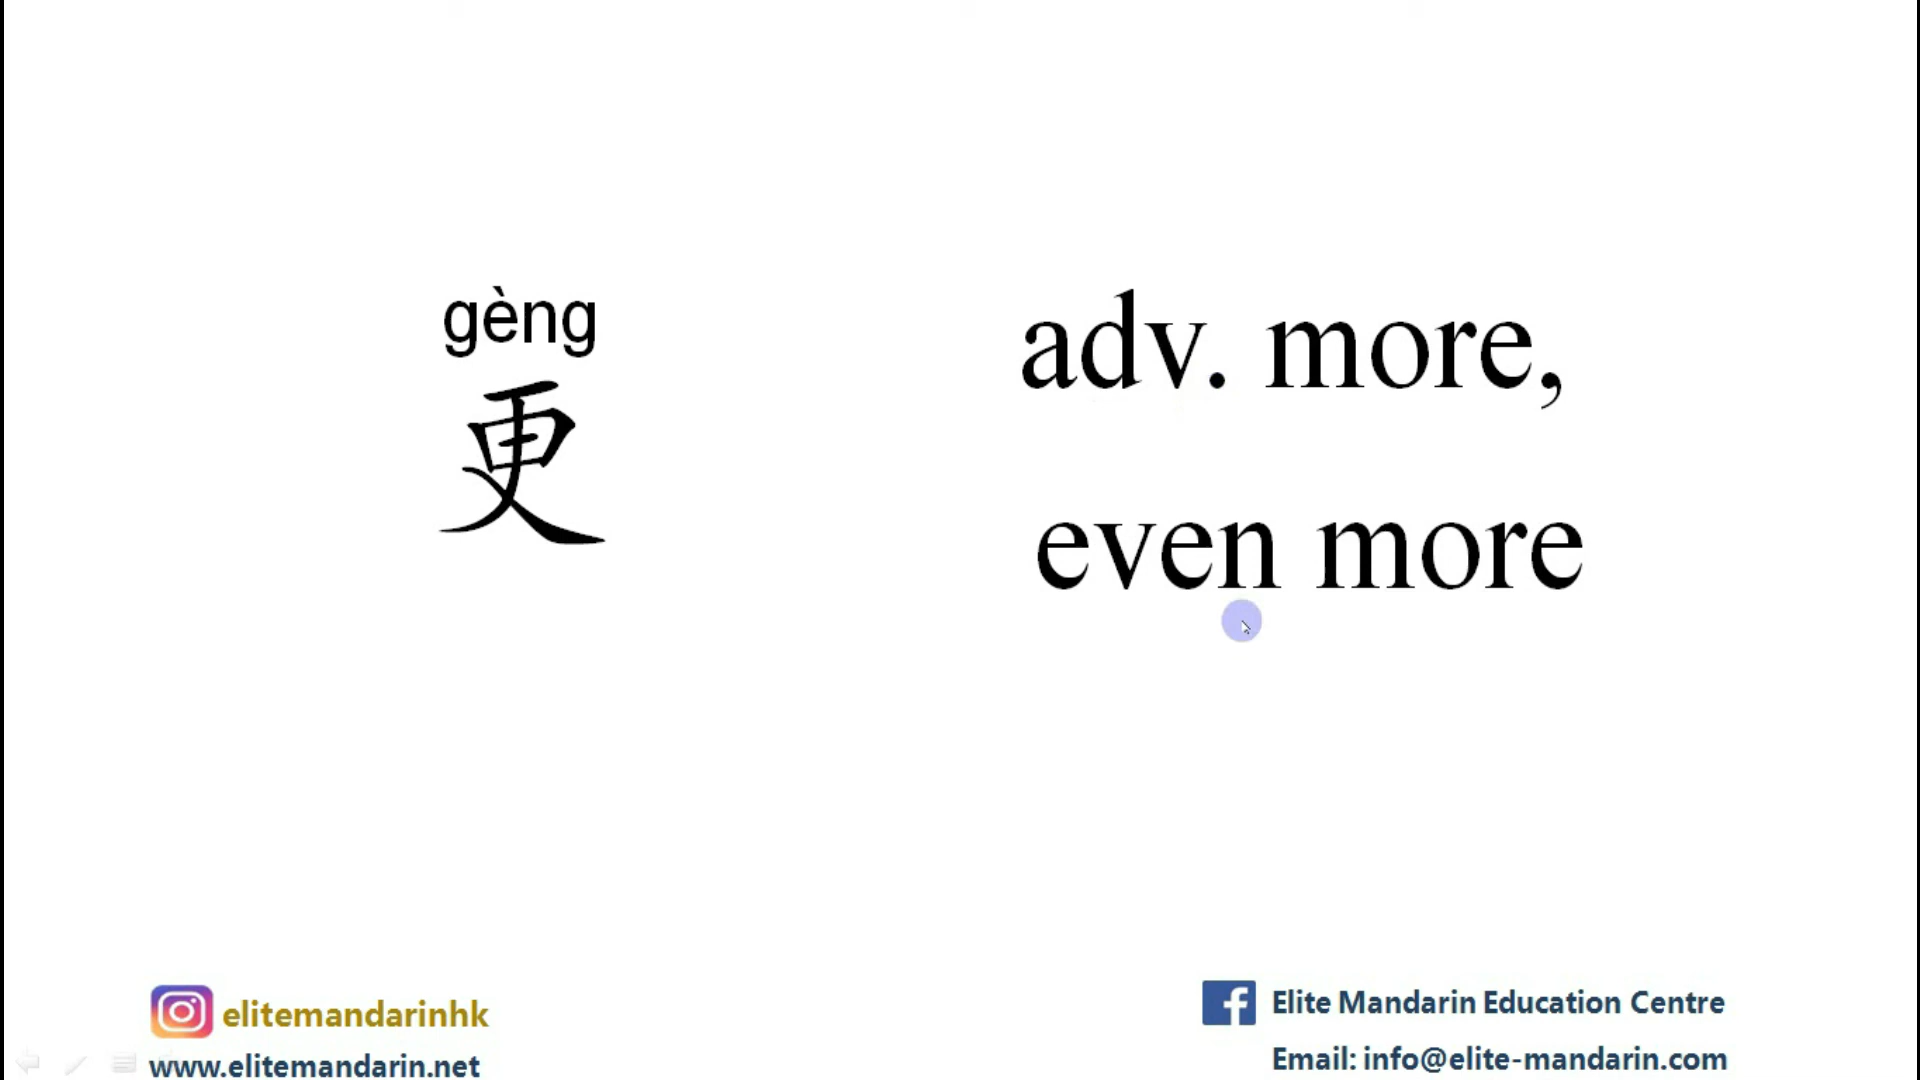 gèng
更
adv. more,
even more
elitemandarinhk
www.elitemandarin.net
Elite Mandarin Education Centre
Email: info@elite-mandarin.com